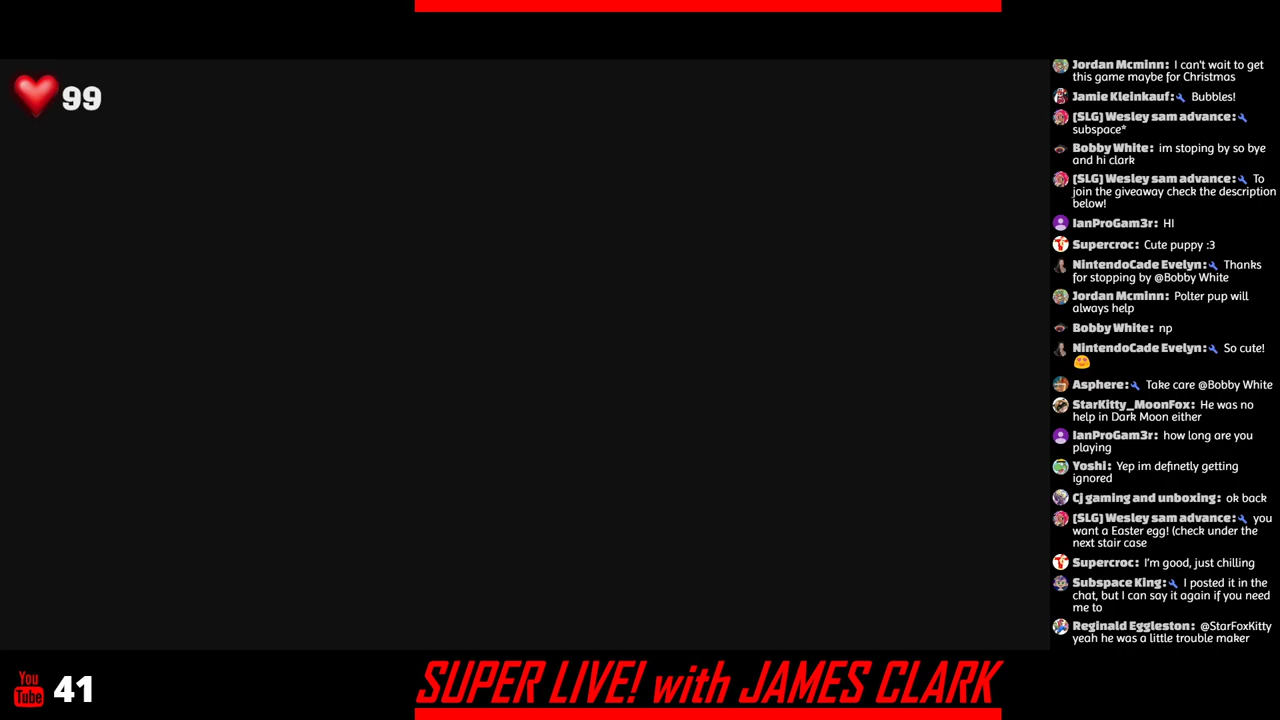 99
Jordan Mcminn: I can't wait to get
this game maybe for Christmas
Jamie Kleinkauf: Bubbles!
[SLG] Wesley sam advance:
subspace*
Bobby White: im stoping by so bye
and hi clark
[SLG] Wesley sam advance: To
join the giveaway check the description
below!
IanProGam3r: HI
Supercroc: Cute puppy :3
NintendoCade Evelyn: Thanks
for stopping by @Bobby White
Jordan Mcminn: Polter pup will
always help
Bobby White: np
NintendoCade Evelyn: So cute!
😍
Asphere: Take care @Bobby White
StarKitty_MoonFox: He was no
help in Dark Moon either
IanProGam3r: how long are you
playing
Yoshi: Yep im definetly getting
ignored
Cj gaming and unboxing: ok back
[SLG] Wesley sam advance: you
want a Easter egg! (check under the
next stair case
Supercroc: I'm good, just chilling
Subspace King: I posted it in the
chat, but I can say it again if you need
me to
Reginald Eggleston: @StarFoxKitty
yeah he was a little trouble maker
You
Tube
41
SUPER LIVE! with JAMES CLARK